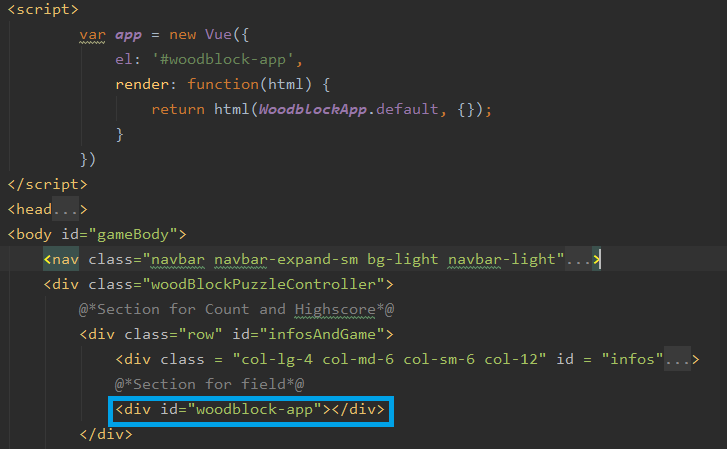 <script>
var app = new Vue({
el: '#woodblock-app',
render: function(html) {
return html(WoodblockApp.default, {});
}
})
</script>
<head...>
<body id="gameBody">
<nav class="navbar navbar-expand-sm bg-light navbar-light"...>
<div class="woodBlockPuzzleController">
@*Section for Count and Highscore*@
<div class="row" id="infosAndGame">
<div class = "col-lg-4 col-md-6 col-sm-6 col-12" id = "infos"...>
@*Section for field*@
<div id="woodblock-app"></div>
</div>